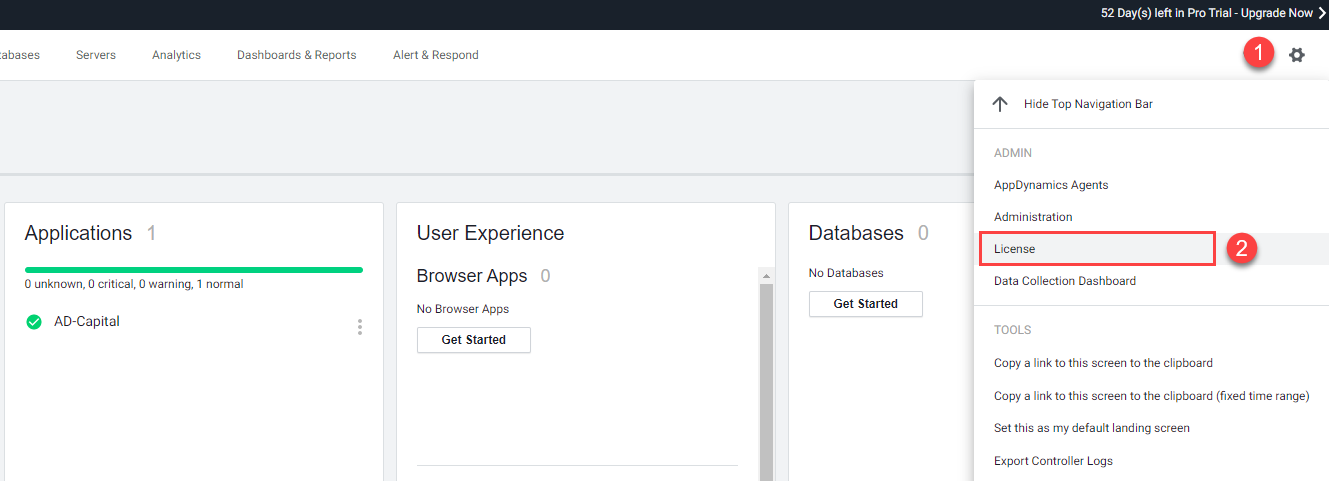 52 Day(s) left in Pro Trial - Upgrade Now
tabases Servers Analytics Dashboards & Reports Alert & Respond 1
Hide Top Navigation Bar
ADMIN
AppDynamics Agents
Administration
License 2
Data Collection Dashboard
TOOLS
Copy a link to this screen to the clipboard
Copy a link to this screen to the clipboard (fixed time range)
Set this as my default landing screen
Export Controller Logs
Applications 1
0 unknown, 0 critical, 0 warning, 1 normal
AD-Capital
User Experience
Browser Apps 0
No Browser Apps
Get Started
Databases 0
No Databases
Get Started